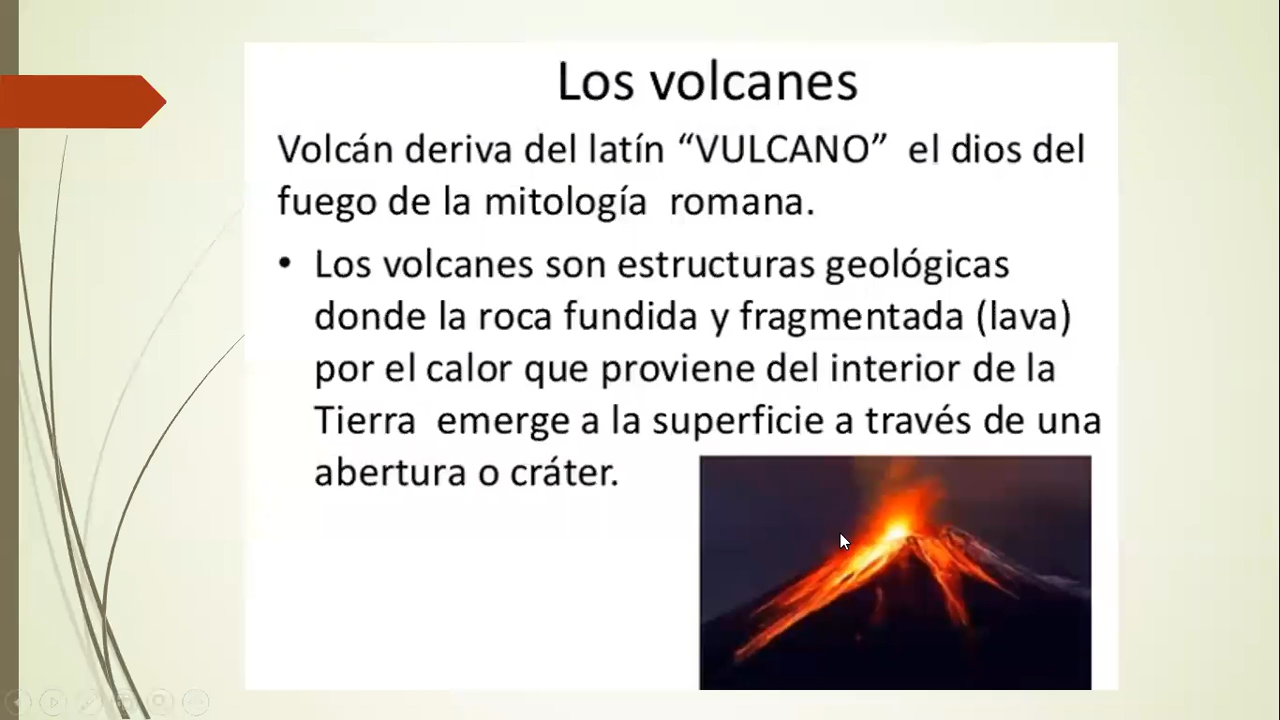 Los volcanes
Volcán deriva del latín “VULCANO” el dios del
fuego de la mitología romana.
• Los volcanes son estructuras geológicas
donde la roca fundida y fragmentada (lava)
por el calor que proviene del interior de la
Tierra emerge a la superficie a través de una
abertura o cráter.